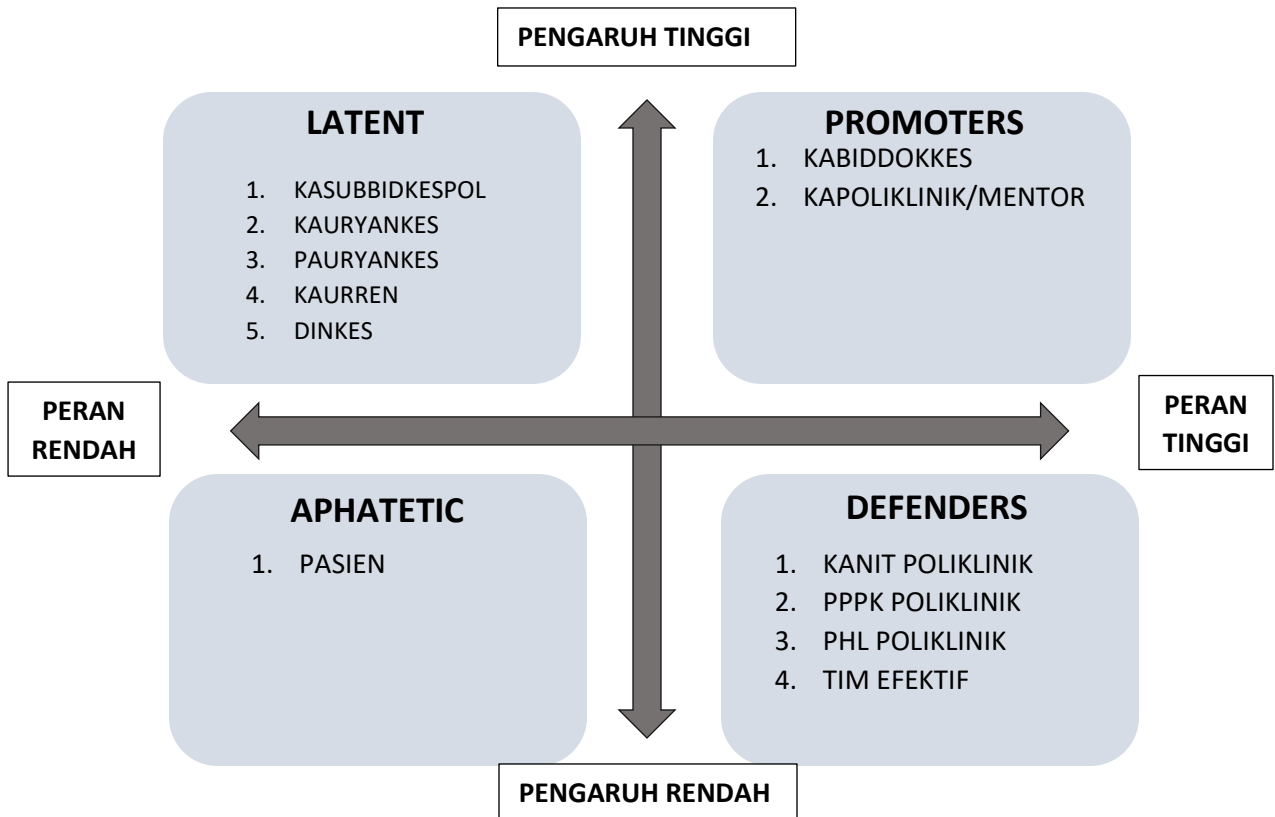 PENGARUH TINGGI
LATENT
1. KASUBBIDKESPOL
2. KAURYANKES
3. PAURYANKES
4. KAURREN
5. DINKES
PROMOTERS
1. KABIDDOKKES
2. KAPOLIKLINIK/MENTOR
PERAN
RENDAH
PERAN
TINGGI
APHATETIC
1. PASIEN
DEFENDERS
1. KANIT POLIKLINIK
2. PPPK POLIKLINIK
3. PHL POLIKLINIK
4. TIM EFEKTIF
PENGARUH RENDAH